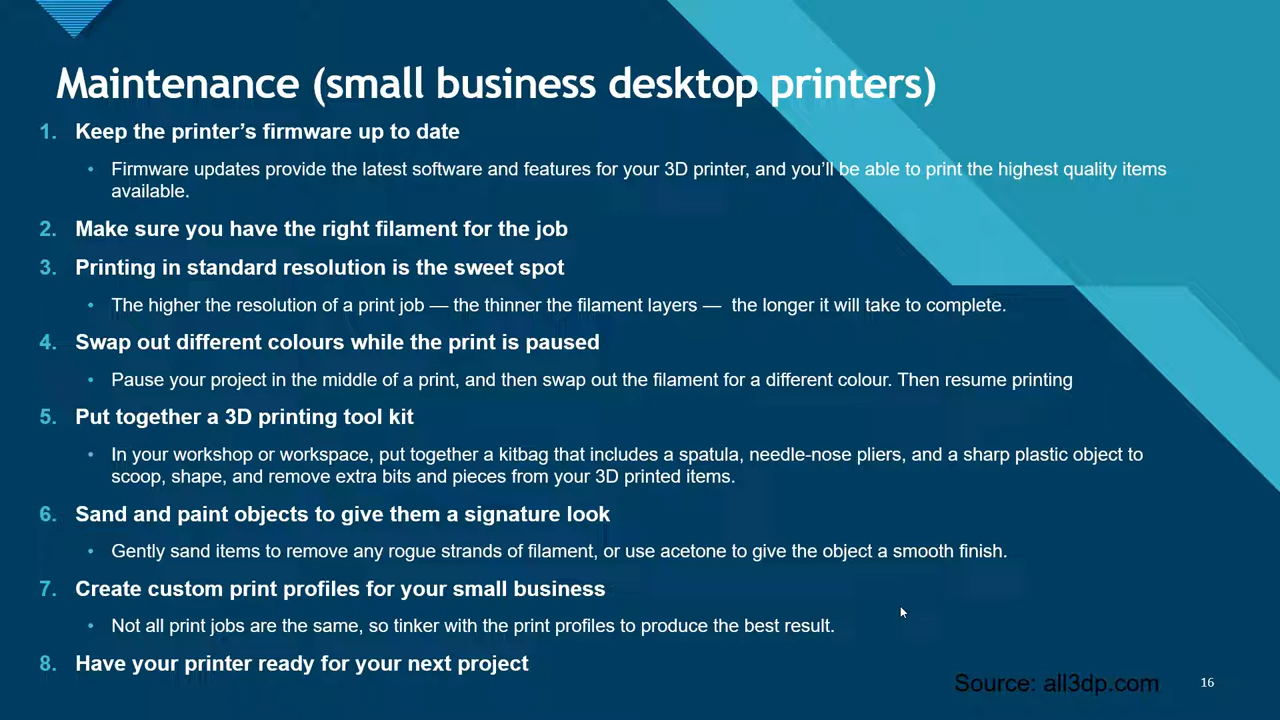 Maintenance (small business desktop printers)
1. Keep the printer’s firmware up to date
• Firmware updates provide the latest software and features for your 3D printer, and you’ll be able to print the highest quality items
available.
2. Make sure you have the right filament for the job
3. Printing in standard resolution is the sweet spot
• The higher the resolution of a print job — the thinner the filament layers — the longer it will take to complete.
4. Swap out different colours while the print is paused
• Pause your project in the middle of a print, and then swap out the filament for a different colour. Then resume printing
5. Put together a 3D printing tool kit
• In your workshop or workspace, put together a kitbag that includes a spatula, needle-nose pliers, and a sharp plastic object to
scoop, shape, and remove extra bits and pieces from your 3D printed items.
6. Sand and paint objects to give them a signature look
• Gently sand items to remove any rogue strands of filament, or use acetone to give the object a smooth finish.
7. Create custom print profiles for your small business
• Not all print jobs are the same, so tinker with the print profiles to produce the best result.
8. Have your printer ready for your next project
Source: all3dp.com
16